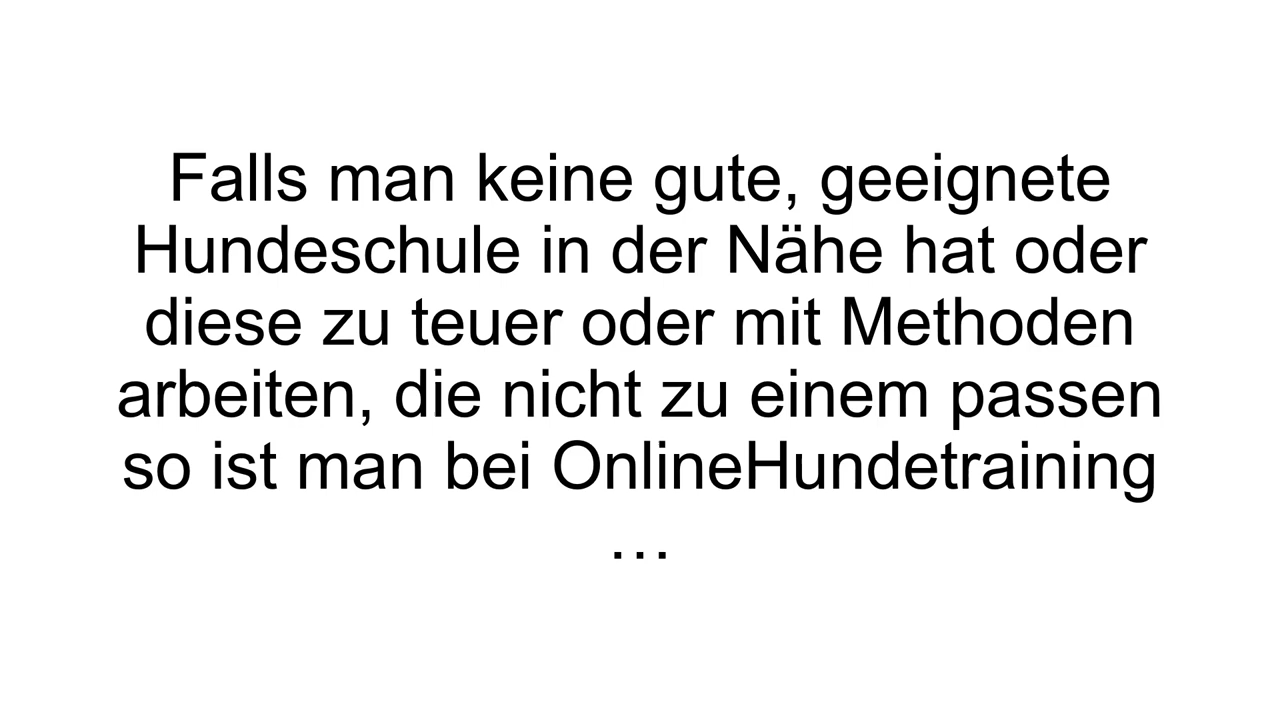 Falls man keine gute, geeignete
Hundeschule in der Nähe hat oder
diese zu teuer oder mit Methoden
arbeiten, die nicht zu einem passen
so ist man bei OnlineHundetraining
…